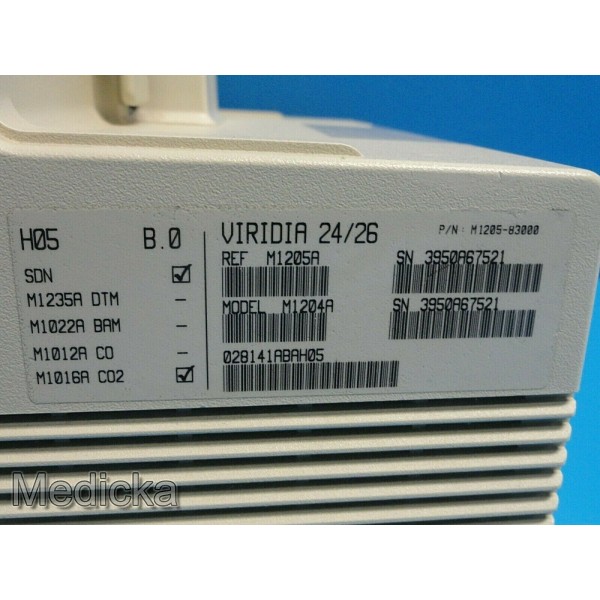 H05 B.0
SDN ☑
M1235A DTM –
M1022A BAM –
M1012A CO –
M1016A CO2 ☑
VIRIDIA 24/26 P/N: M1205-83000
REF M1205A SN 3950A67521
MODEL M1204A SN 3950A67521
028141ABAH05
Medicka